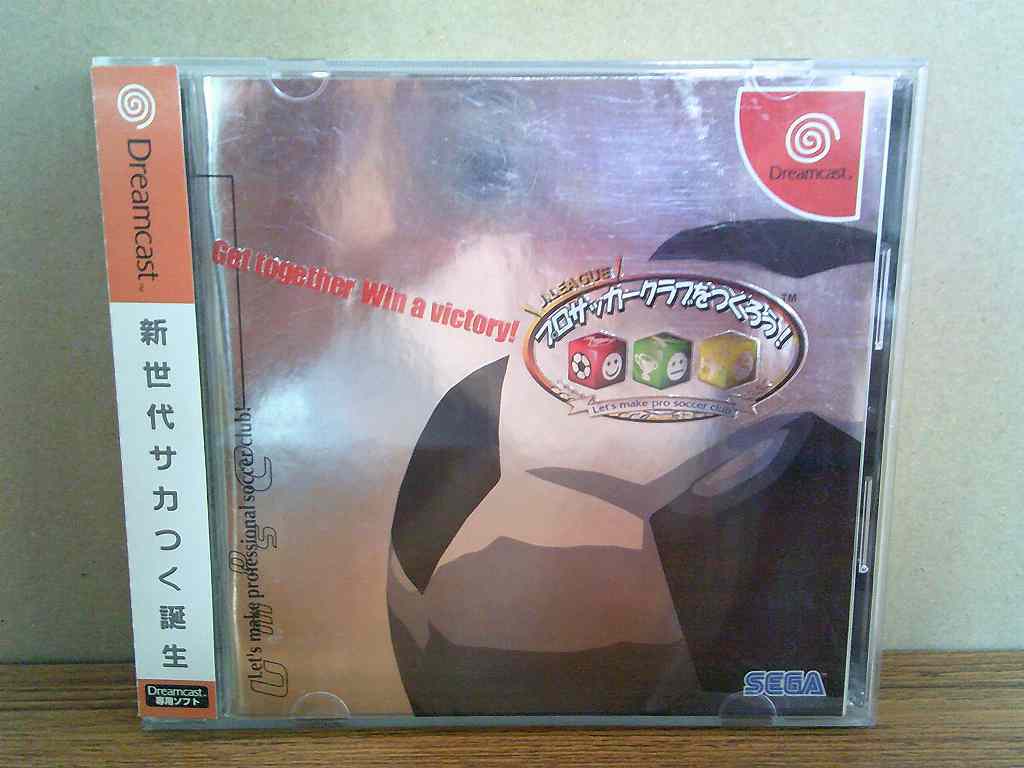 Dreamcast™
新世代サカつく誕生
Dreamcast
専用ソフト
Dreamcast
Get together Win a victory!
J.LEAGUE
プロサッカークラブをつくろう!
TM
Let's make pro soccer club
Let's make professional soccer club!
SEGA